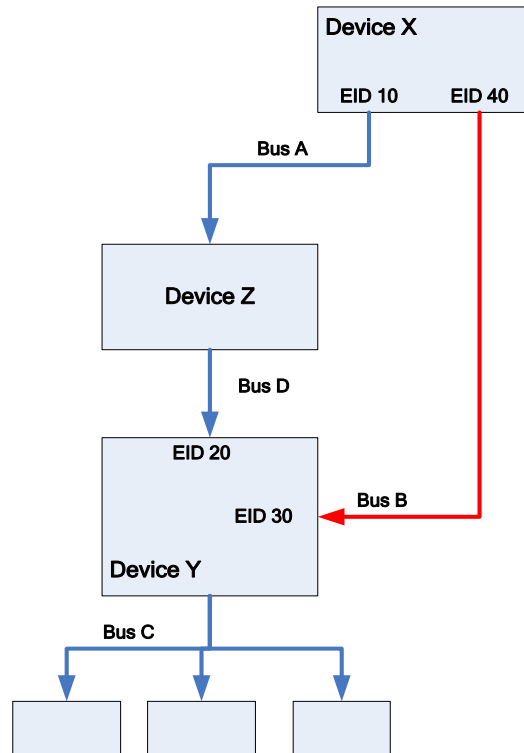 Device X
EID 10 EID 40
Bus A
Device Z
Bus D
EID 20
EID 30
Bus B
Device Y
Bus C